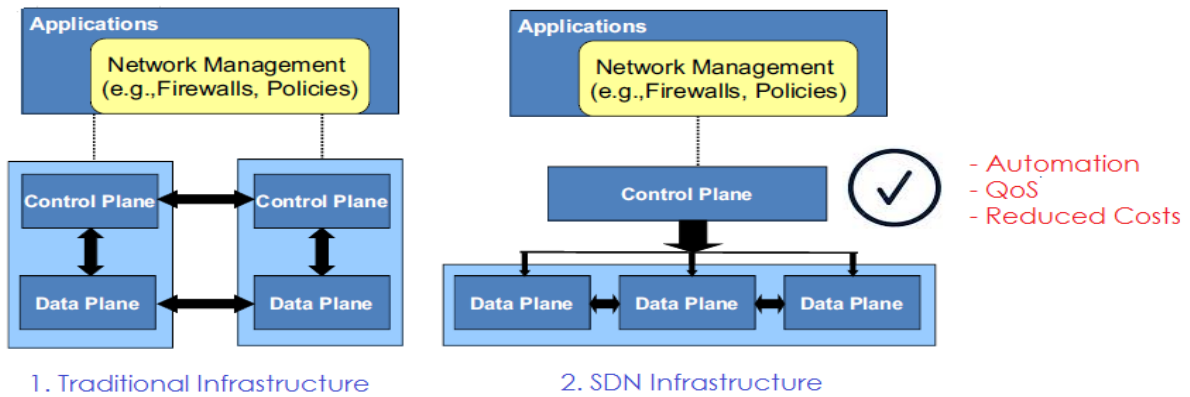 Applications
Network Management
(e.g.,Firewalls, Policies)
Control Plane
Control Plane
Data Plane
Data Plane
1. Traditional Infrastructure
Applications
Network Management
(e.g.,Firewalls, Policies)
Control Plane
- Automation
- QoS
- Reduced Costs
Data Plane
Data Plane
Data Plane
2. SDN Infrastructure